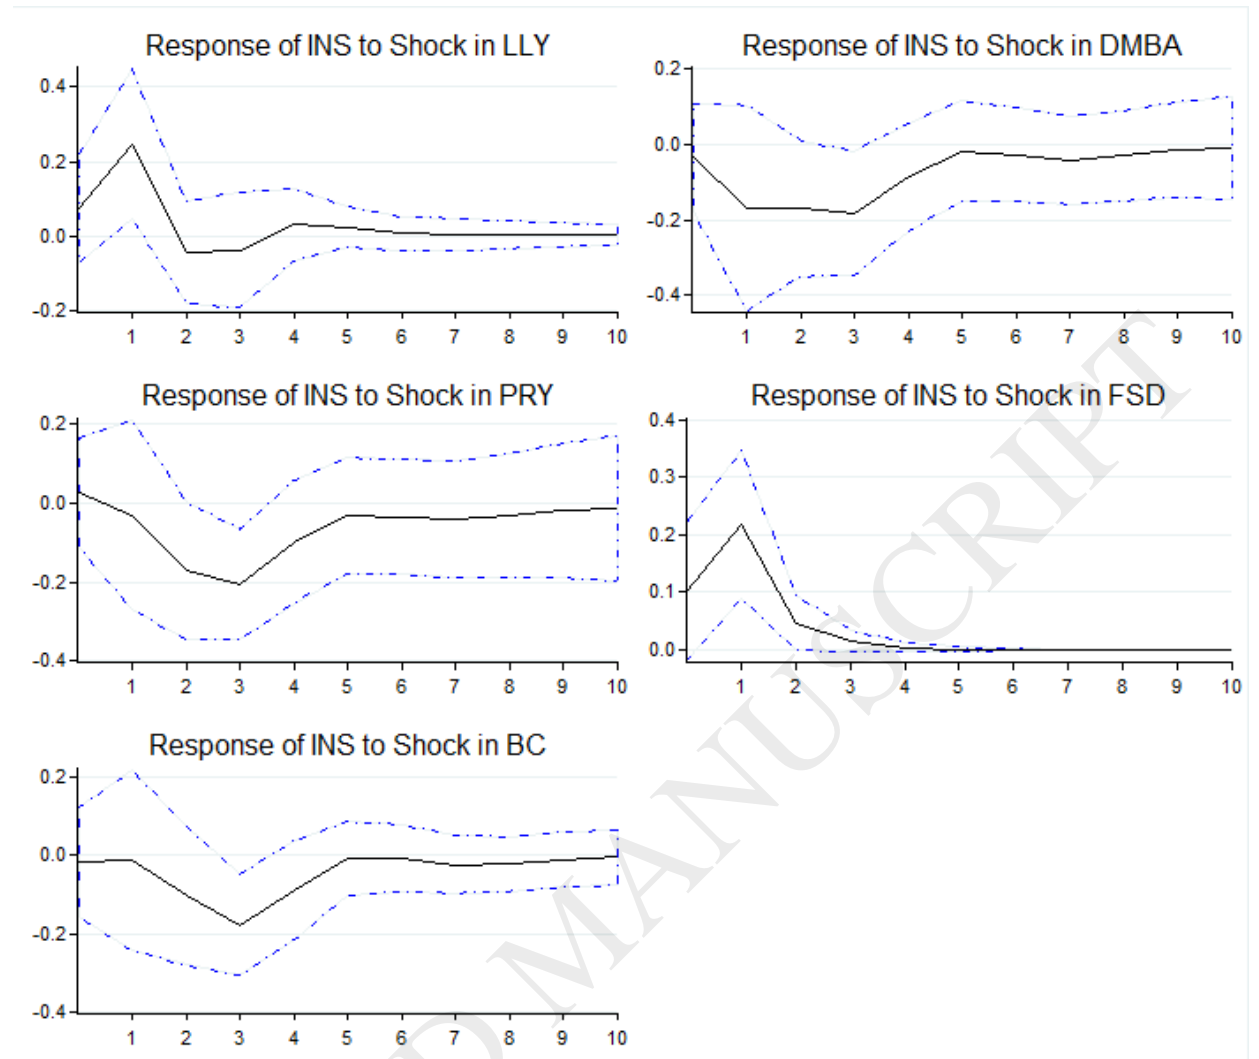 Response of INS to Shock in LLY
0.4
0.2
0.0
-0.2
1 2 3 4 5 6 7 8 9 10
Response of INS to Shock in DMBA
0.2
0.0
-0.2
-0.4
1 2 3 4 5 6 7 8 9 10
Response of INS to Shock in PRY
0.2
0.0
-0.2
-0.4
1 2 3 4 5 6 7 8 9 10
Response of INS to Shock in FSD
0.4
0.3
0.2
0.1
0.0
1 2 3 4 5 6 7 8 9 10
Response of INS to Shock in BC
0.2
0.0
-0.2
-0.4
1 2 3 4 5 6 7 8 9 10
D MANUSCRIPT